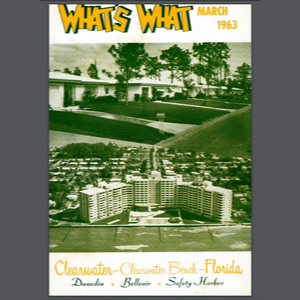 WHAT'S WHAT
MARCH
1963
Clearwater - Clearwater Beach - Florida
Dunedin • Belleair • Safety Harbor